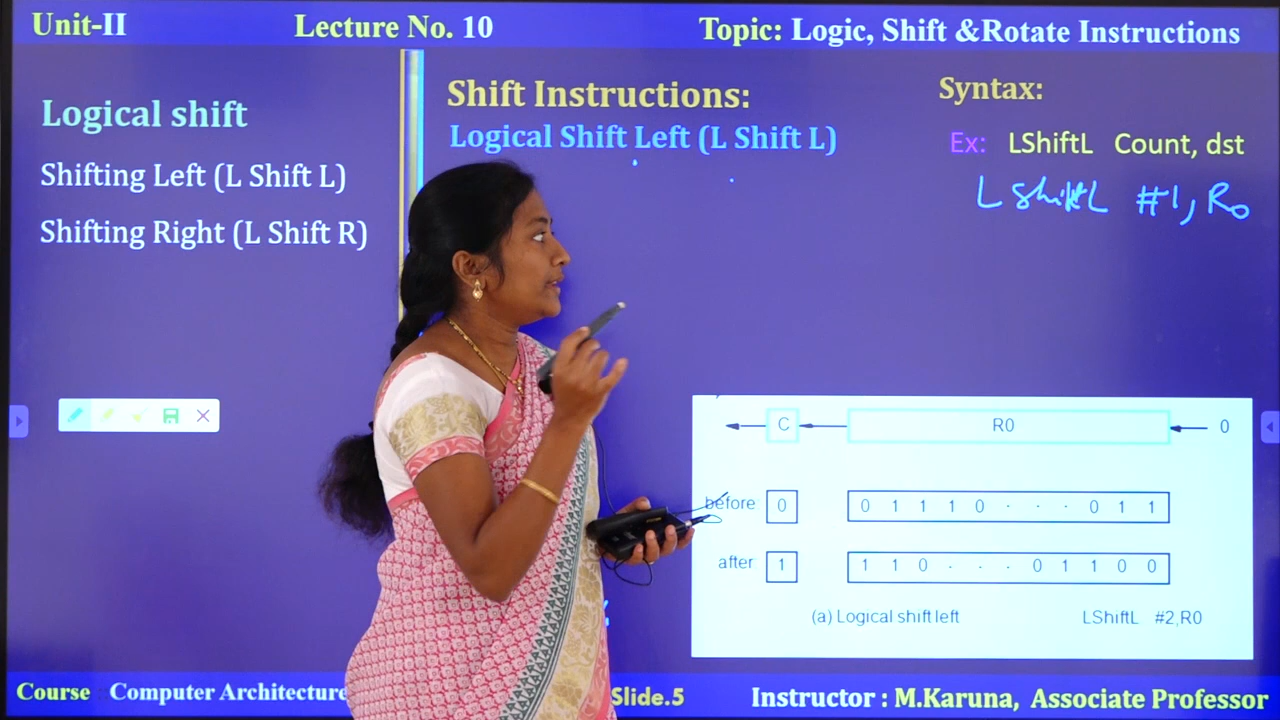 Unit-II Lecture No. 10 Topic: Logic, Shift &Rotate Instructions
Logical shift
Shifting Left (L Shift L)
Shifting Right (L Shift R)
Shift Instructions:
Logical Shift Left (L Shift L)
Syntax:
Ex: LShiftL Count, dst
LShiftL #1, R0
C R0 0
before 0 0 1 1 1 0 · · · 0 1 1
after 1 1 1 0 · · · 0 1 1 0 0
(a) Logical shift left LShiftL #2,R0
Course Computer Architecture Slide.5 Instructor : M.Karuna, Associate Professor